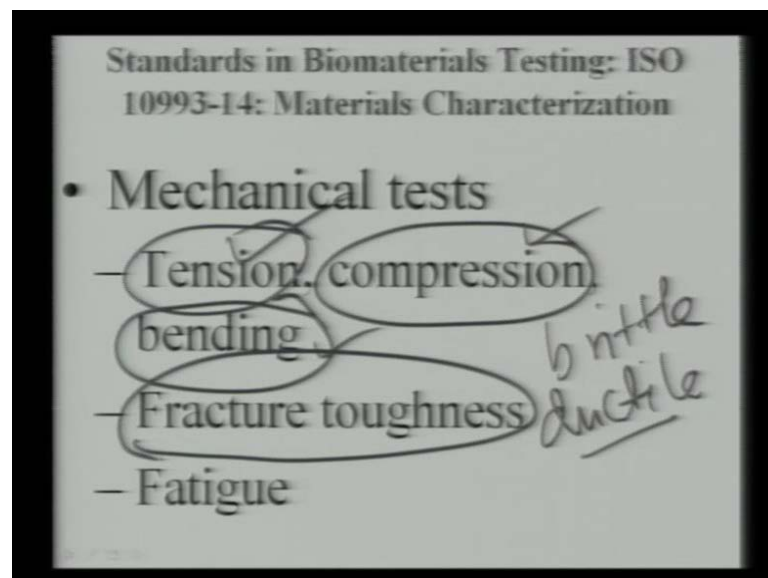 Standards in Biomaterials Testing: ISO
10993-14: Materials Characterization
• Mechanical tests
– Tension, compression,
bending
– Fracture toughness
– Fatigue
brittle
ductile